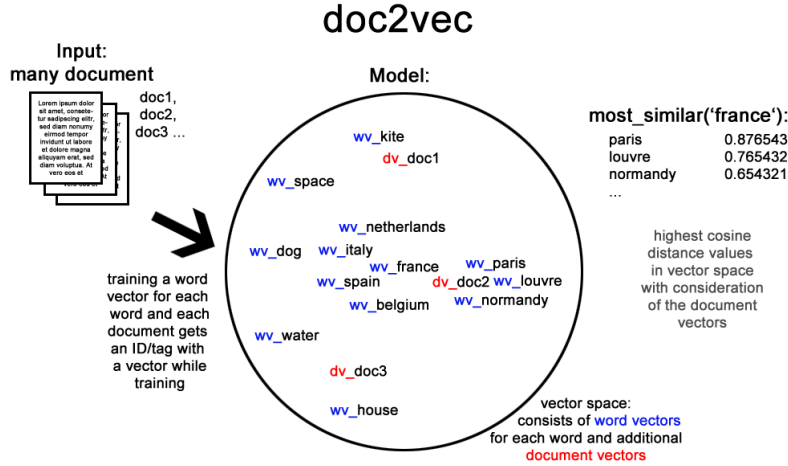 doc2vec
Input:
many document
Lorem ipsum dolor
sit amet, consete-
tur sadipscing elitr,
sed diam nonumy
eirmod tempor
invidunt ut labore
et dolore magna
aliquyam erat, sed
diam voluptua. At
vero eos et
doc1,
doc2,
doc3 ...
training a word
vector for each
word and each
document gets
an ID/tag with
a vector while
training
Model:
wv_kite
dv_doc1
wv_space
wv_netherlands
wv_dog
wv_italy
wv_france
wv_paris
wv_spain
dv_doc2
wv_louvre
wv_belgium
wv_normandy
wv_water
dv_doc3
wv_house
most_similar(‘france‘):
paris 0.876543
louvre 0.765432
normandy 0.654321
...
highest cosine
distance values
in vector space
with consideration
of the document
vectors
vector space:
consists of word vectors
for each word and additional
document vectors